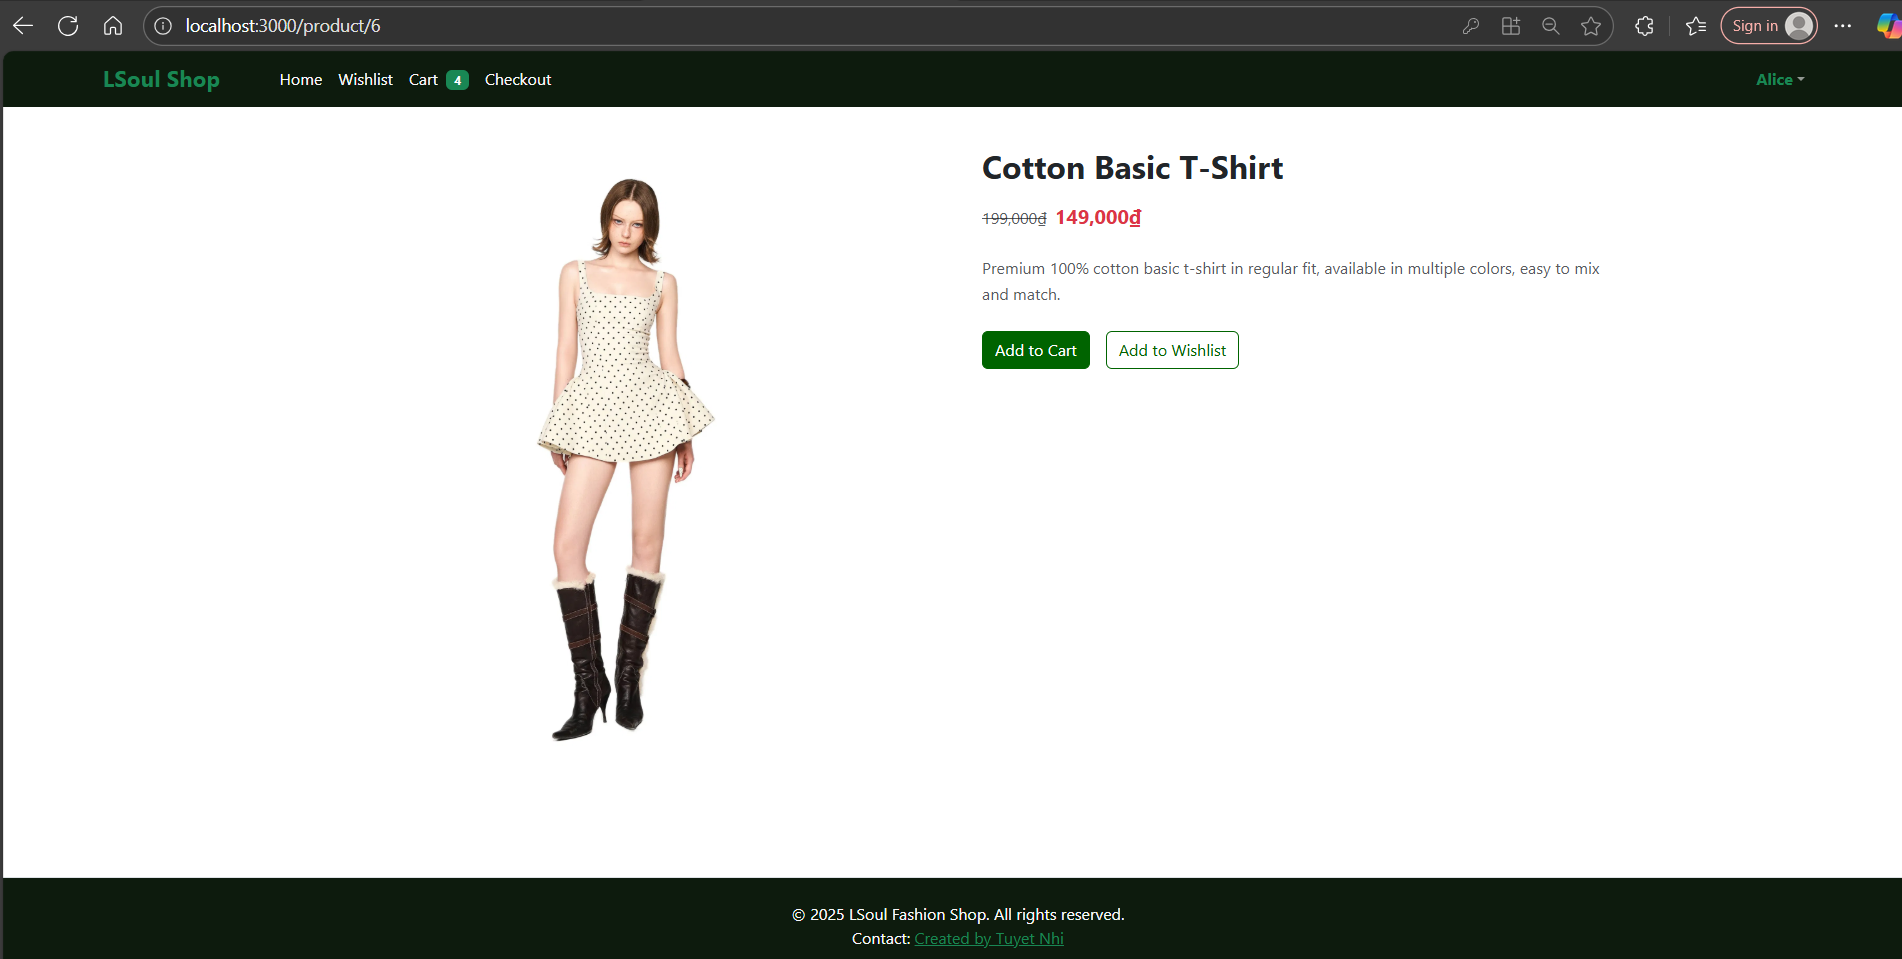 localhost:3000/product/6
Sign in
LSoul Shop Home Wishlist Cart 4 Checkout Alice
Cotton Basic T-Shirt
199,000₫ 149,000₫
Premium 100% cotton basic t-shirt in regular fit, available in multiple colors, easy to mix
and match.
Add to Cart Add to Wishlist
© 2025 LSoul Fashion Shop. All rights reserved.
Contact: Created by Tuyet Nhi